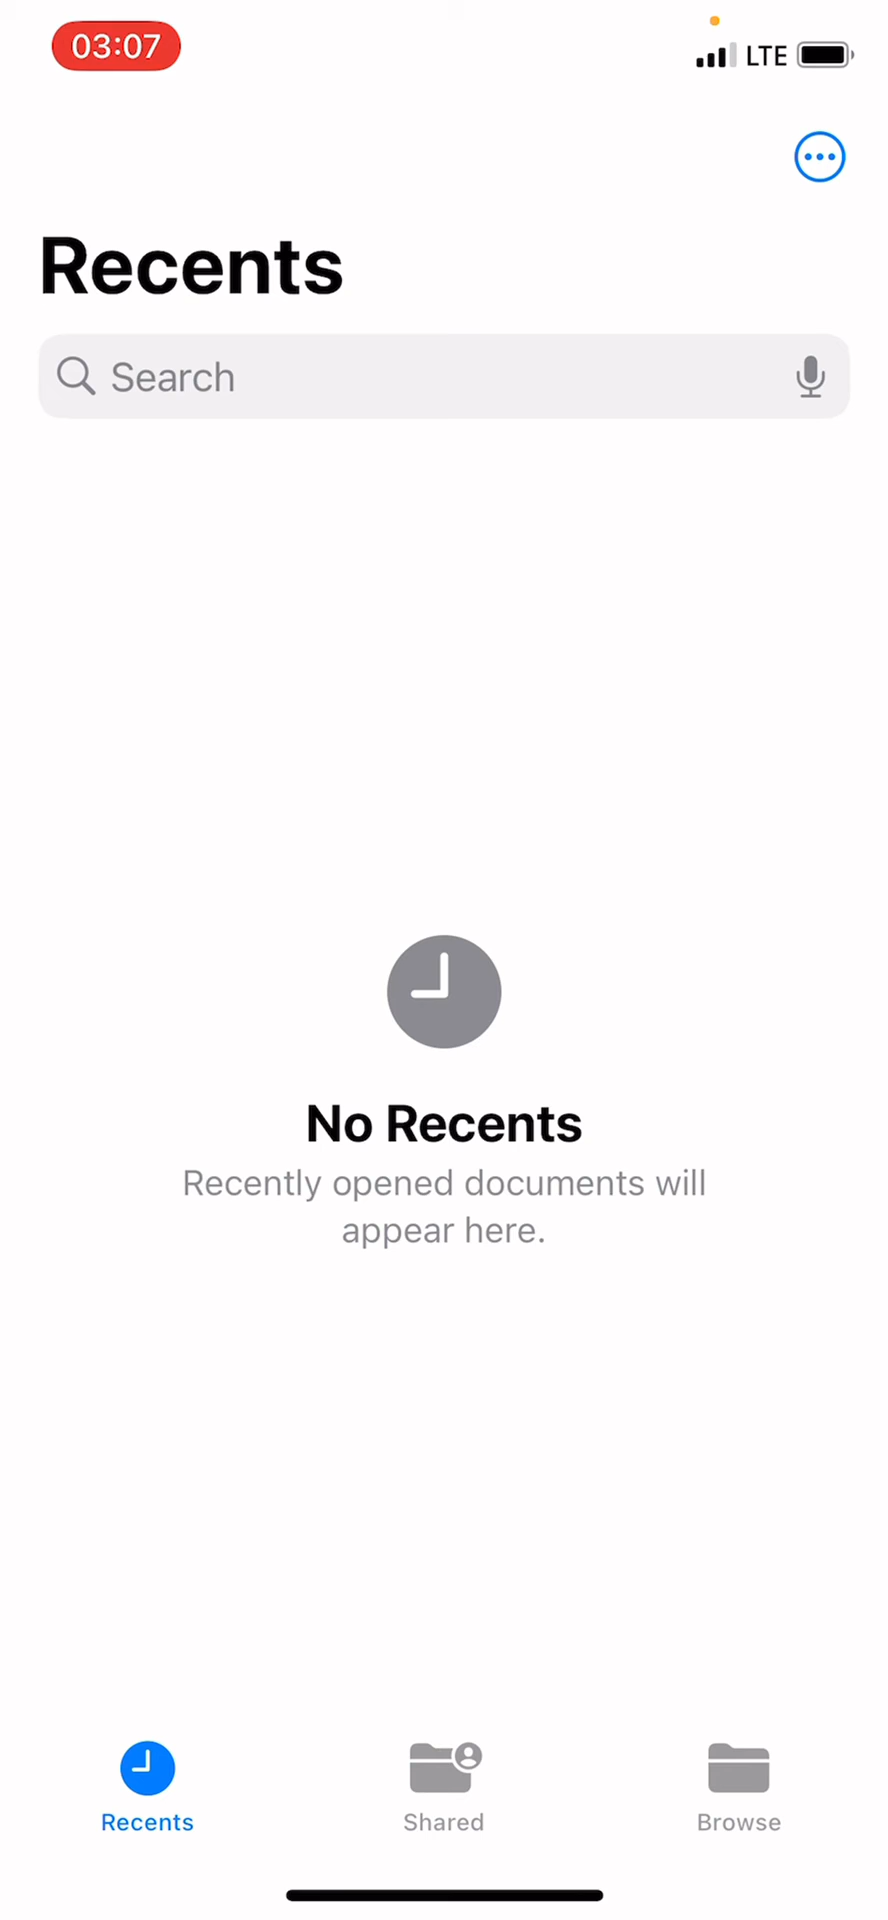 03:07
LTE
Recents
Search
No Recents
Recently opened documents will
appear here.
Recents
Shared
Browse